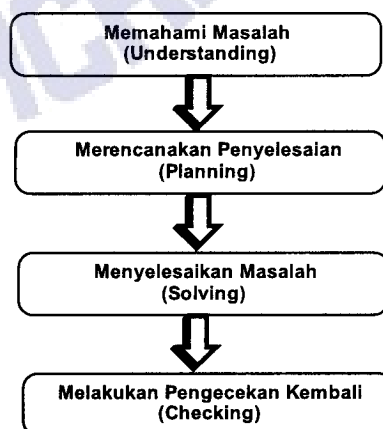 Memahami Masalah
(Understanding)
Merencanakan Penyelesaian
(Planning)
Menyelesaikan Masalah
(Solving)
Melakukan Pengecekan Kembali
(Checking)